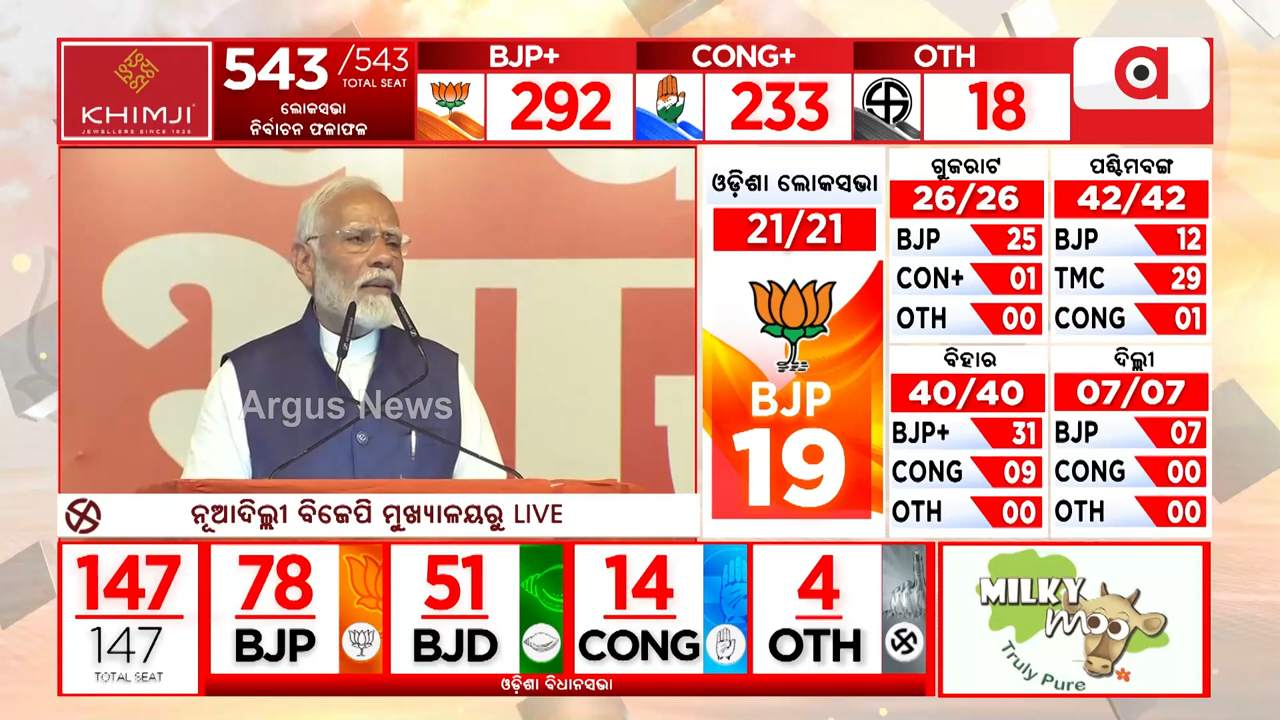 KHIMJI
JEWELLERS SINCE 1936
543/543
TOTAL SEAT
ଲୋକସଭା
ନିର୍ବାଚନ ଫଳାଫଳ
BJP+
292
CONG+
233
OTH
18
a
Argus News
ନୂଆଦିଲ୍ଲୀ ବିଜେପି ମୁଖ୍ୟାଳୟରୁ LIVE
ଓଡ଼ିଶା ଲୋକସଭା
21/21
BJP
19
ଗୁଜରାଟ
26/26
BJP 25
CON+ 01
OTH 00
ପଶ୍ଚିମବଙ୍ଗ
42/42
BJP 12
TMC 29
CONG 01
ବିହାର
40/40
BJP+ 31
CONG 09
OTH 00
ଦିଲ୍ଲୀ
07/07
BJP 07
CONG 00
OTH 00
147
147
TOTAL SEAT
78
BJP
51
BJD
14
CONG
4
OTH
ଓଡ଼ିଶା ବିଧାନସଭା
MILKY
moo
Truly Pure